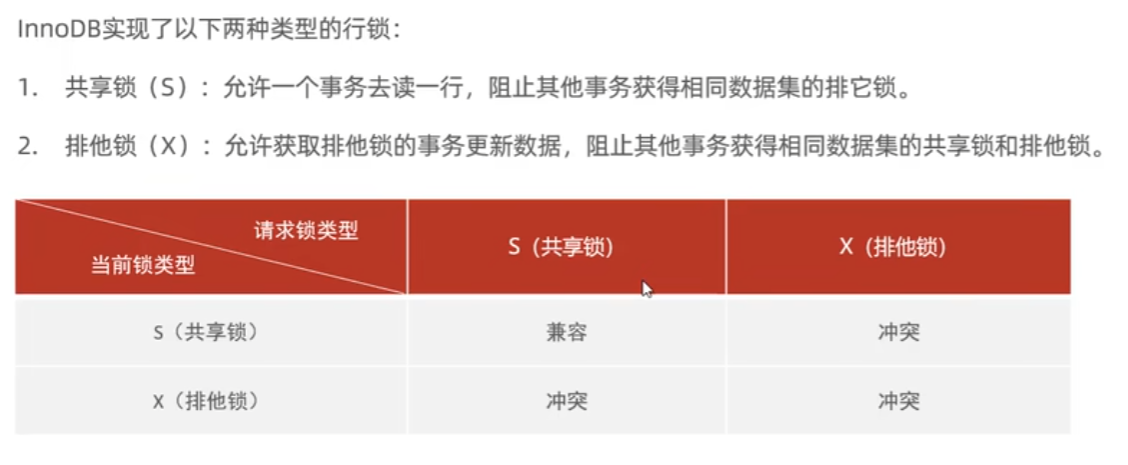 InnoDB实现了以下两种类型的行锁：
1. 共享锁（S）：允许一个事务去读一行，阻止其他事务获得相同数据集的排它锁。
2. 排他锁（X）：允许获取排他锁的事务更新数据，阻止其他事务获得相同数据集的共享锁和排他锁。
请求锁类型
当前锁类型
S（共享锁）
X（排他锁）
S（共享锁）
兼容
冲突
X（排他锁）
冲突
冲突